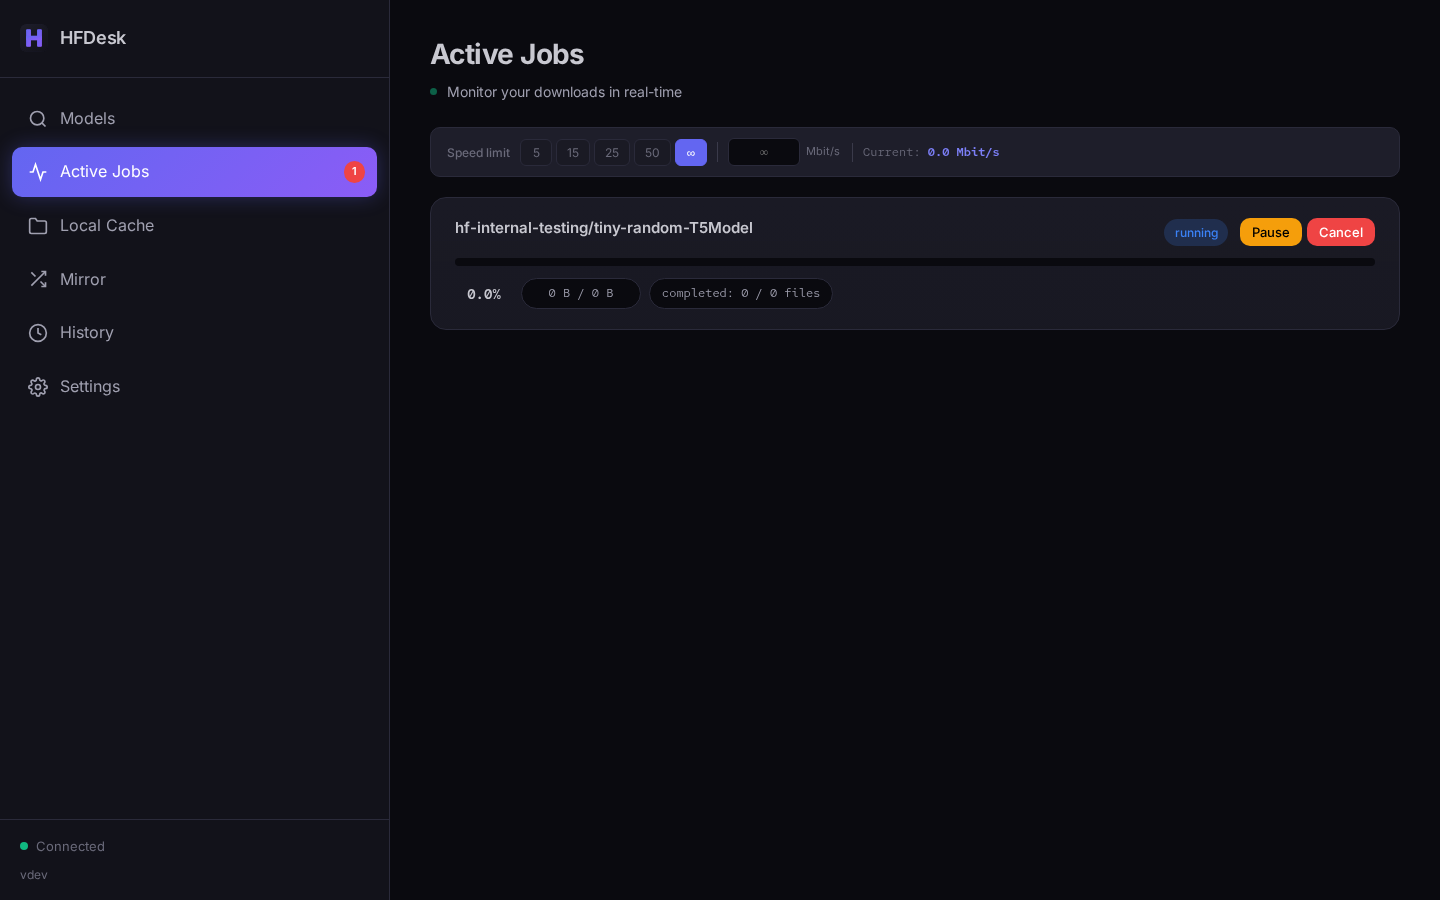 HFDesk
Models
Active Jobs 1
Local Cache
Mirror
History
Settings
Connected
vdev
Active Jobs
Monitor your downloads in real-time
Speed limit 5 15 25 50 ∞ ∞ Mbit/s Current: 0.0 Mbit/s
hf-internal-testing/tiny-random-T5Model running Pause Cancel
0.0% 0 B / 0 B completed: 0 / 0 files